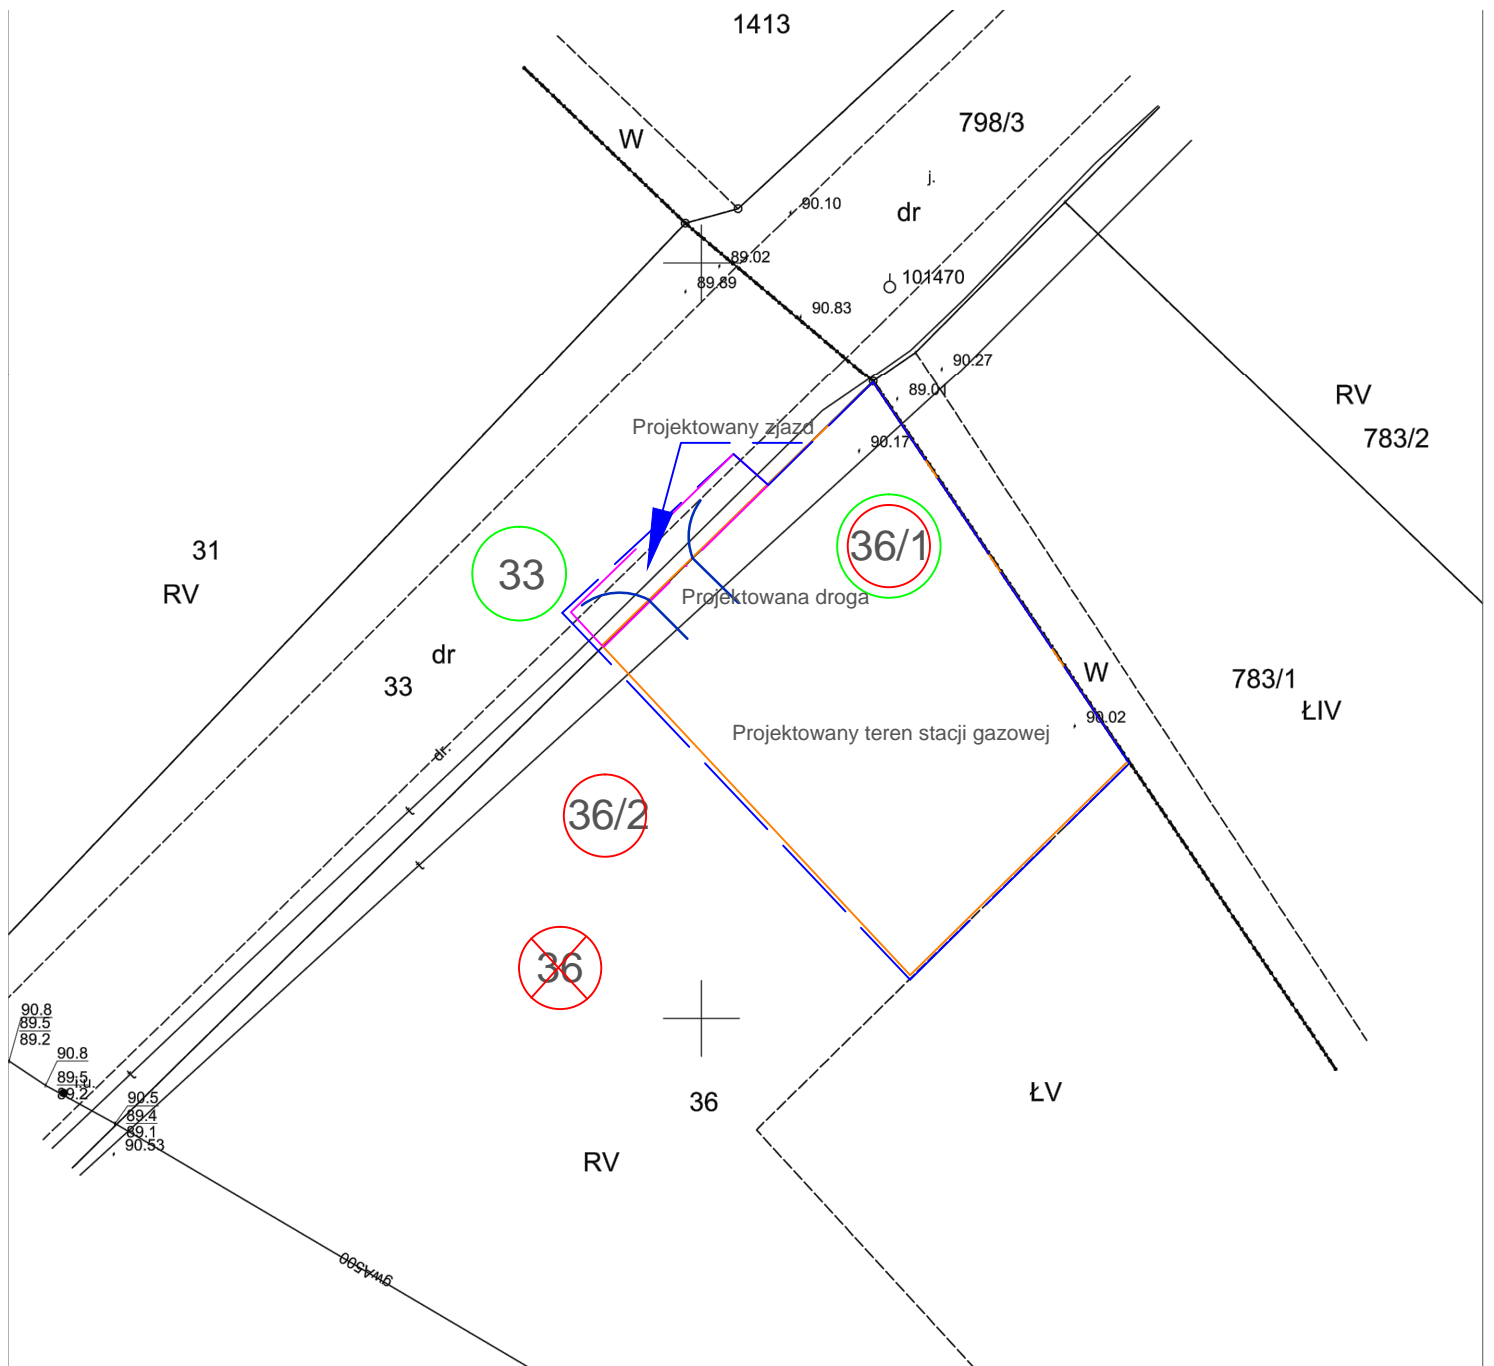 1413
798/3
W
j.
90.10
dr
89.02
101470
89.89
90.83
90.27
89.01
RV
Projektowany zjazd
783/2
90.17
31
36/1
33
RV
Projektowana droga
dr
33
W
783/1
ŁIV
90.02
Projektowany teren stacji gazowej
dr.
36/2
t
t
36
90.8
89.5
89.2
90.8
89.5
i.u.
89.2
t
90.5
89.4
89.1
90.53
36
ŁV
RV
gwA500